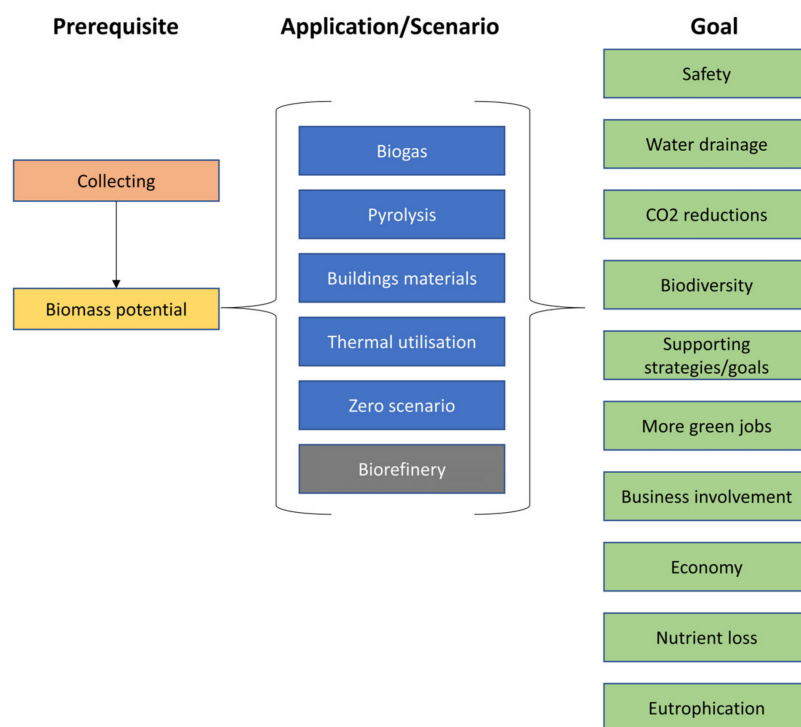 Prerequisite
Application/Scenario
Goal
Collecting
Biomass potential
Biogas
Pyrolysis
Buildings materials
Thermal utilisation
Zero scenario
Biorefinery
Safety
Water drainage
CO2 reductions
Biodiversity
Supporting
strategies/goals
More green jobs
Business involvement
Economy
Nutrient loss
Eutrophication